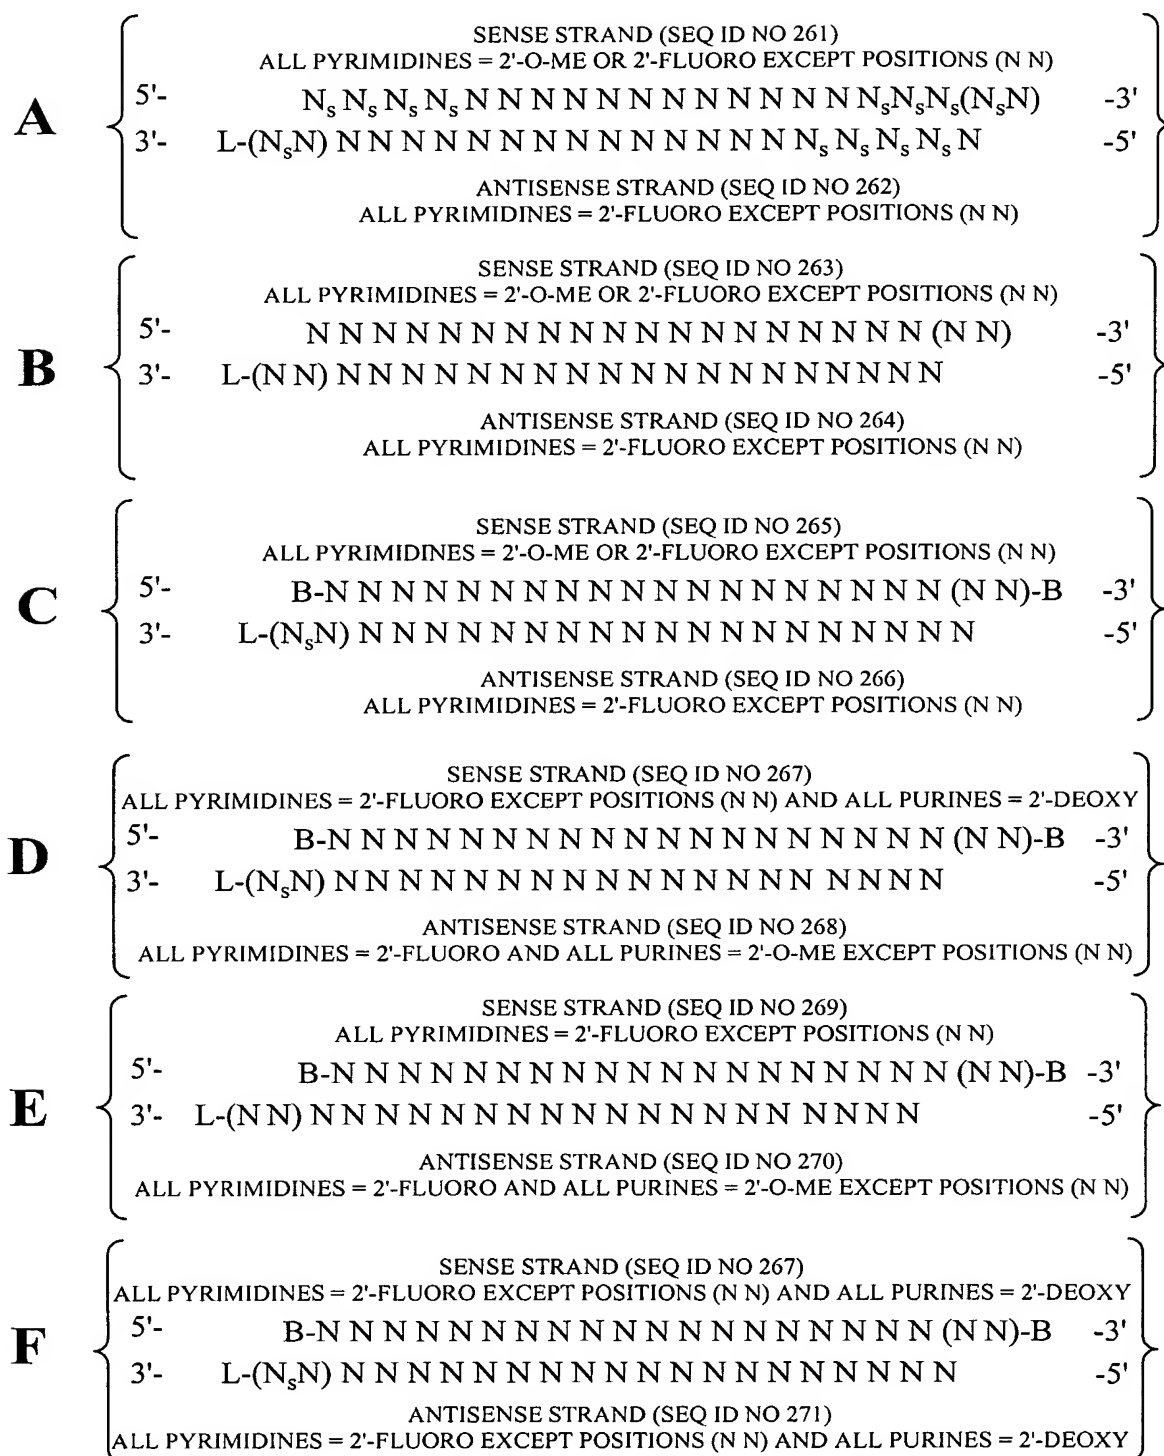 SENSE STRAND (SEQ ID NO 261)
ALL PYRIMIDINES = 2'-O-ME OR 2'-FLUORO EXCEPT POSITIONS (N N)
A
5'- NₛNₛNₛNₛN N N N N N N N N N N N NₛNₛNₛ(NₛN) -3'
3'- L-(NₛN) N N N N N N N N N N N N N N NₛNₛNₛNₛN -5'
ANTISENSE STRAND (SEQ ID NO 262)
ALL PYRIMIDINES = 2'-FLUORO EXCEPT POSITIONS (N N)
SENSE STRAND (SEQ ID NO 263)
ALL PYRIMIDINES = 2'-O-ME OR 2'-FLUORO EXCEPT POSITIONS (N N)
B
5'- N N N N N N N N N N N N N N N N N N N (N N) -3'
3'- L-(N N) N N N N N N N N N N N N N N N N N N N -5'
ANTISENSE STRAND (SEQ ID NO 264)
ALL PYRIMIDINES = 2'-FLUORO EXCEPT POSITIONS (N N)
SENSE STRAND (SEQ ID NO 265)
ALL PYRIMIDINES = 2'-O-ME OR 2'-FLUORO EXCEPT POSITIONS (N N)
C
5'- B-N N N N N N N N N N N N N N N N N N N (N N)-B -3'
3'- L-(NₛN) N N N N N N N N N N N N N N N N N N N -5'
ANTISENSE STRAND (SEQ ID NO 266)
ALL PYRIMIDINES = 2'-FLUORO EXCEPT POSITIONS (N N)
SENSE STRAND (SEQ ID NO 267)
ALL PYRIMIDINES = 2'-FLUORO EXCEPT POSITIONS (N N) AND ALL PURINES = 2'-DEOXY
D
5'- B-N N N N N N N N N N N N N N N N N N N (N N)-B -3'
3'- L-(NₛN) N N N N N N N N N N N N N N N N N N N -5'
ANTISENSE STRAND (SEQ ID NO 268)
ALL PYRIMIDINES = 2'-FLUORO AND ALL PURINES = 2'-O-ME EXCEPT POSITIONS (N N)
SENSE STRAND (SEQ ID NO 269)
ALL PYRIMIDINES = 2'-FLUORO EXCEPT POSITIONS (N N)
E
5'- B-N N N N N N N N N N N N N N N N N N N (N N)-B -3'
3'- L-(N N) N N N N N N N N N N N N N N N N N N N -5'
ANTISENSE STRAND (SEQ ID NO 270)
ALL PYRIMIDINES = 2'-FLUORO AND ALL PURINES = 2'-O-ME EXCEPT POSITIONS (N N)
SENSE STRAND (SEQ ID NO 267)
ALL PYRIMIDINES = 2'-FLUORO EXCEPT POSITIONS (N N) AND ALL PURINES = 2'-DEOXY
F
5'- B-N N N N N N N N N N N N N N N N N N N (N N)-B -3'
3'- L-(NₛN) N N N N N N N N N N N N N N N N N N N -5'
ANTISENSE STRAND (SEQ ID NO 271)
ALL PYRIMIDINES = 2'-FLUORO EXCEPT POSITIONS (N N) AND ALL PURINES = 2'-DEOXY